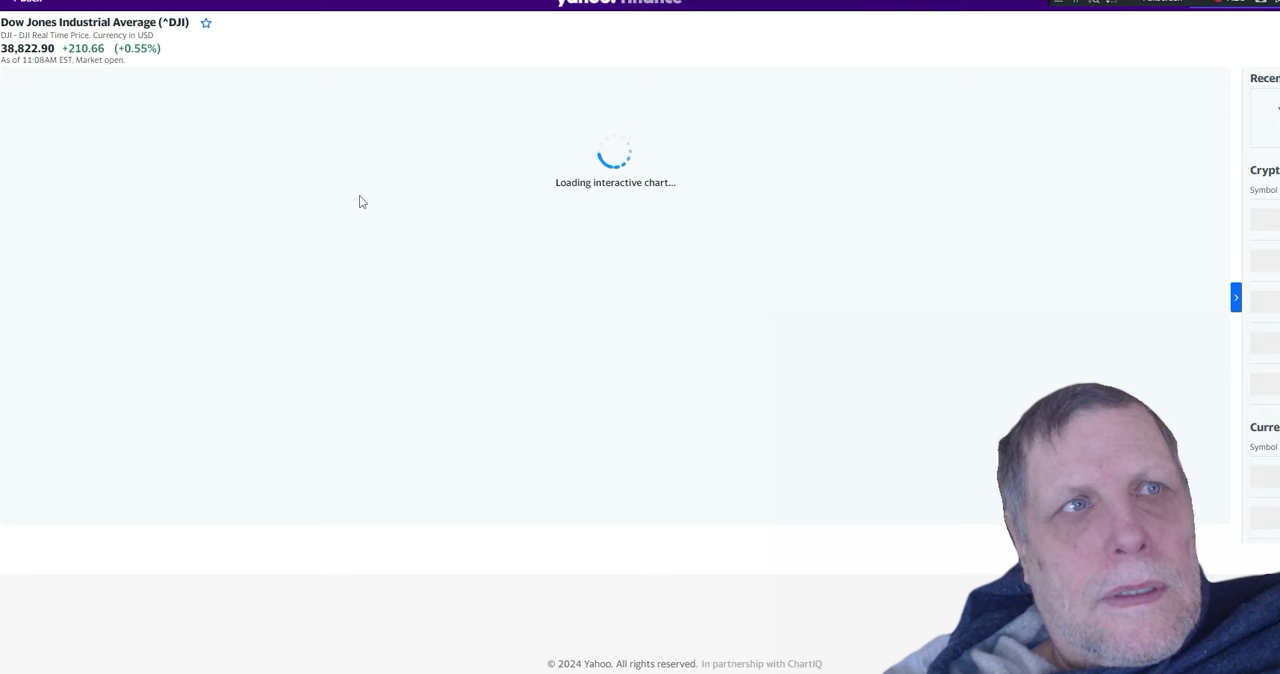 yahoo! finance
Dow Jones Industrial Average (^DJI)
DJI - DJI Real Time Price. Currency in USD
38,822.90 +210.66 (+0.55%)
As of 11:08AM EST. Market open.
Loading interactive chart...
Recen
Crypt
Symbol
Curre
Symbol
© 2024 Yahoo. All rights reserved. In partnership with ChartIQ